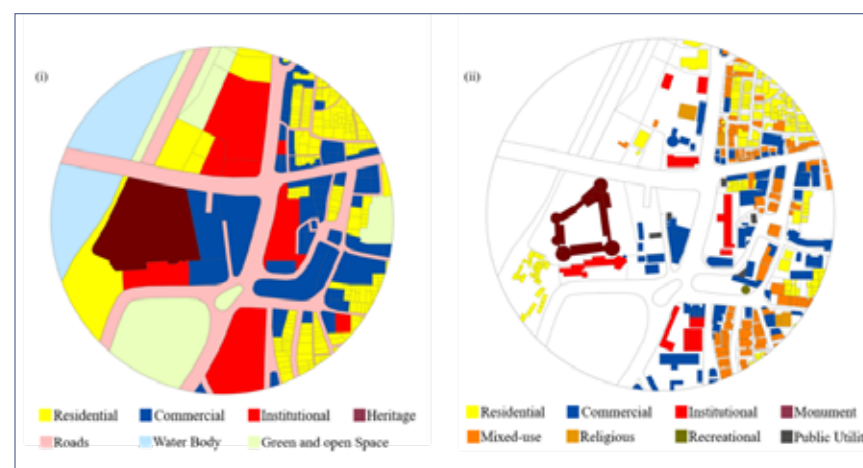 (i)
Residential Commercial Institutional Heritage
Roads Water Body Green and open Space
(ii)
Residential Commercial Institutional Monument
Mixed-use Religious Recreational Public Utilit